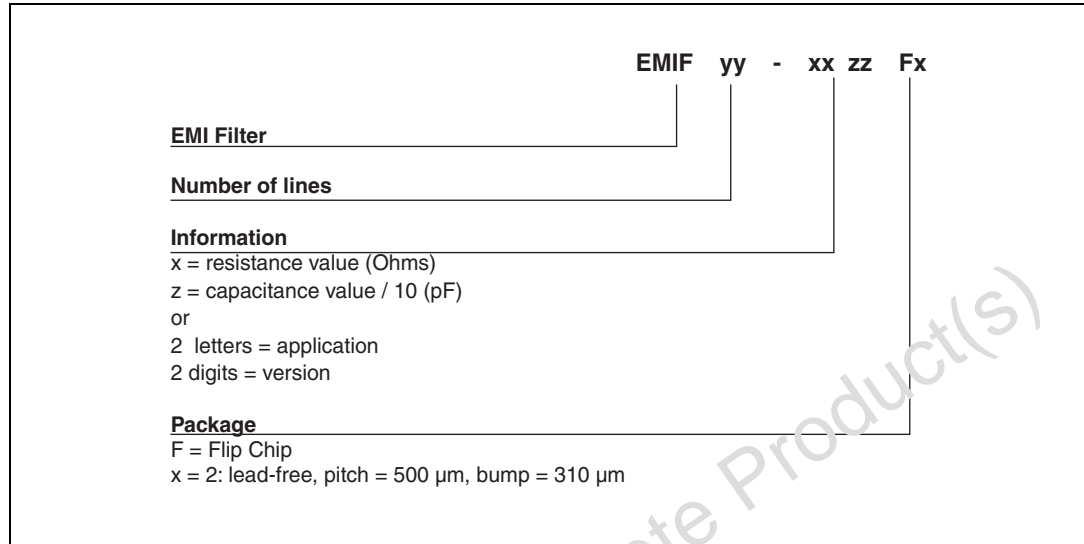 EMIF yy - xx zz Fx
EMI Filter
Number of lines
Information
x = resistance value (Ohms)
z = capacitance value / 10 (pF)
or
2 letters = application
2 digits = version
Package
F = Flip Chip
x = 2: lead-free, pitch = 500 µm, bump = 310 µm
ete Product(s)